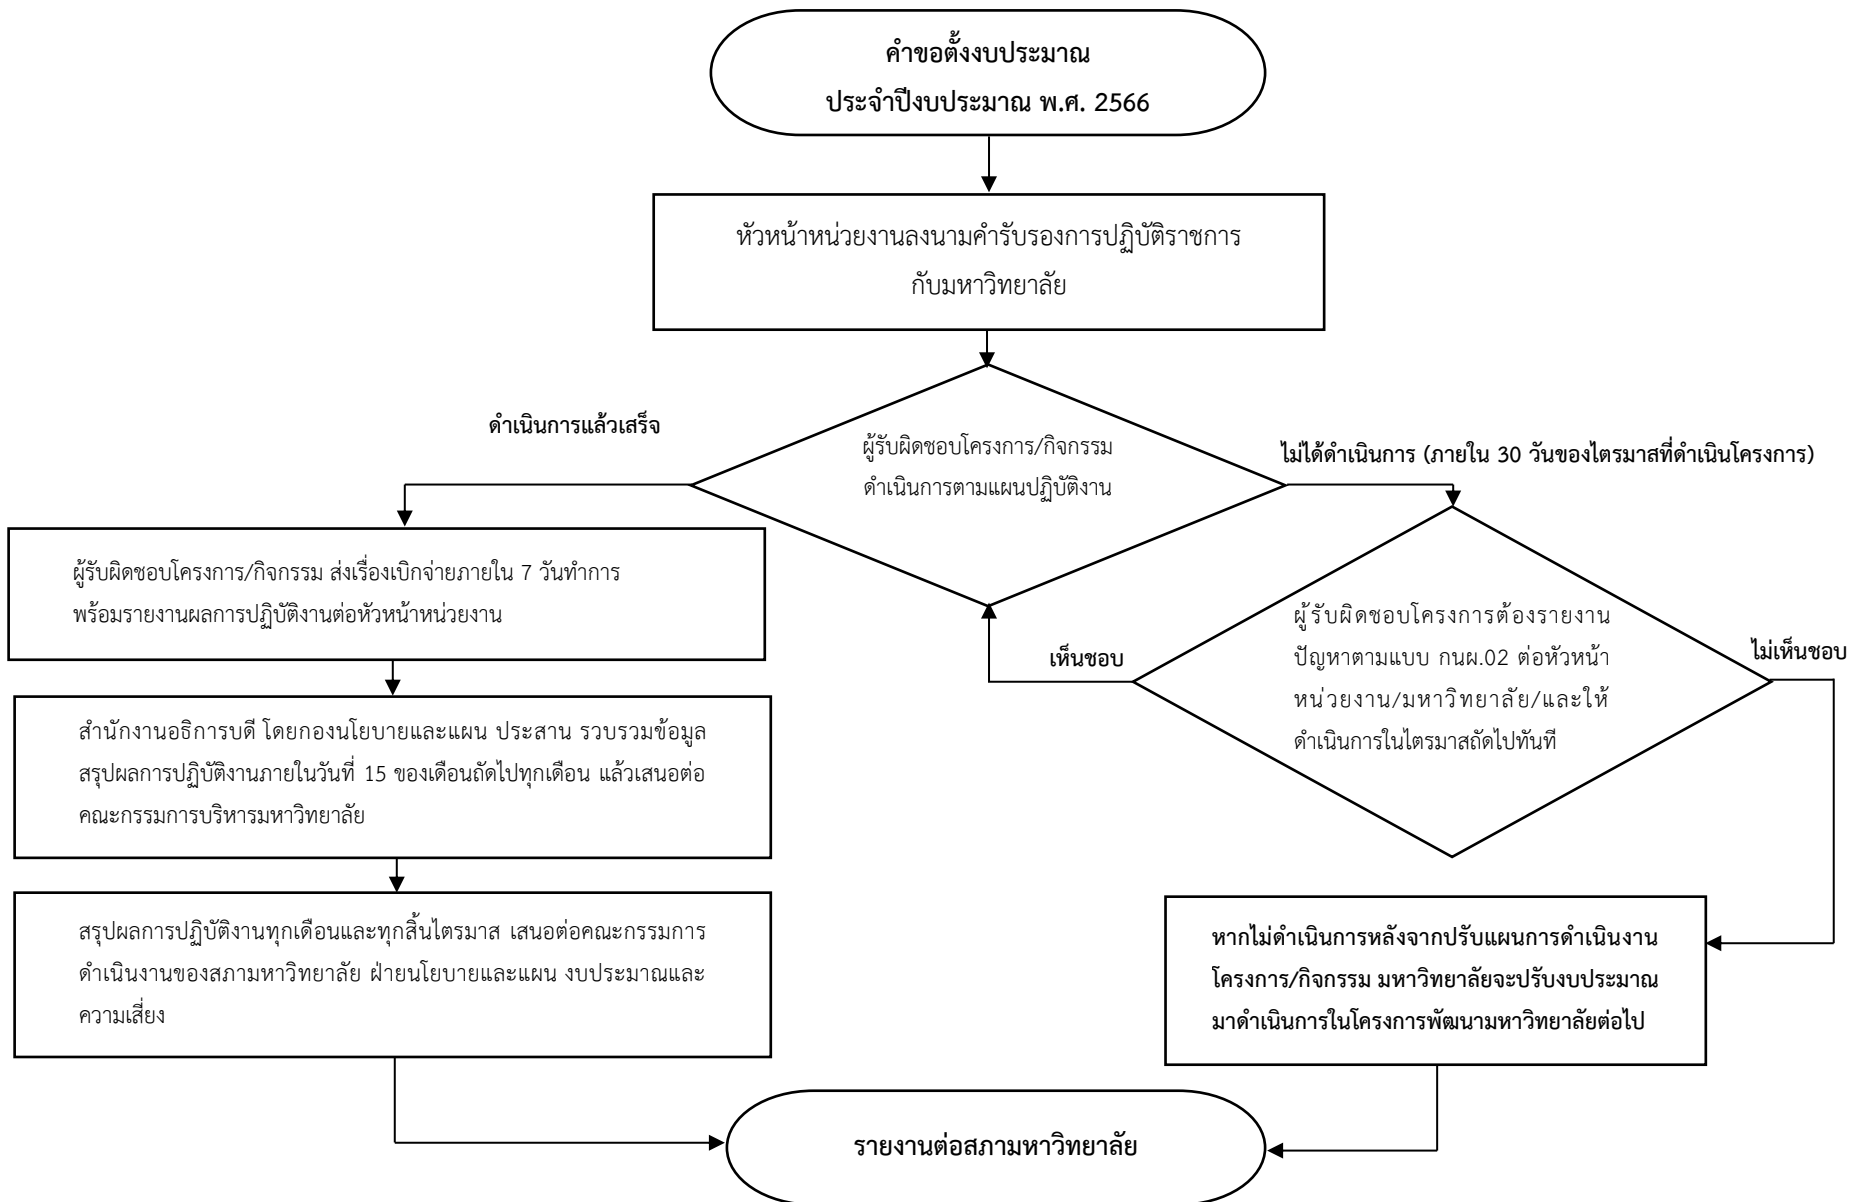 คำขอตั้งงบประมาณ
ประจำปีงบประมาณ พ.ศ. 2566
หัวหน้าหน่วยงานลงนามคำรับรองการปฏิบัติราชการ
กับมหาวิทยาลัย
ดำเนินการแล้วเสร็จ
ผู้รับผิดชอบโครงการ/กิจกรรม
ดำเนินการตามแผนปฏิบัติงาน
ไม่ได้ดำเนินการ (ภายใน 30 วันของไตรมาสที่ดำเนินโครงการ)
ผู้รับผิดชอบโครงการ/กิจกรรม ส่งเรื่องเบิกจ่ายภายใน 7 วันทำการ
พร้อมรายงานผลการปฏิบัติงานต่อหัวหน้าหน่วยงาน
เห็นชอบ
ผู้รับผิดชอบโครงการต้องรายงาน
ปัญหาตามแบบ กนผ.02 ต่อหัวหน้า
หน่วยงาน/มหาวิทยาลัย/และให้
ดำเนินการในไตรมาสถัดไปทันที
ไม่เห็นชอบ
สำนักงานอธิการบดี โดยกองนโยบายและแผน ประสาน รวบรวมข้อมูล
สรุปผลการปฏิบัติงานภายในวันที่ 15 ของเดือนถัดไปทุกเดือน แล้วเสนอต่อ
คณะกรรมการบริหารมหาวิทยาลัย
สรุปผลการปฏิบัติงานทุกเดือนและทุกสิ้นไตรมาส เสนอต่อคณะกรรมการ
ดำเนินงานของสภามหาวิทยาลัย ฝ่ายนโยบายและแผน งบประมาณและ
ความเสี่ยง
หากไม่ดำเนินการหลังจากปรับแผนการดำเนินงาน
โครงการ/กิจกรรม มหาวิทยาลัยจะปรับงบประมาณ
มาดำเนินการในโครงการพัฒนามหาวิทยาลัยต่อไป
รายงานต่อสภามหาวิทยาลัย